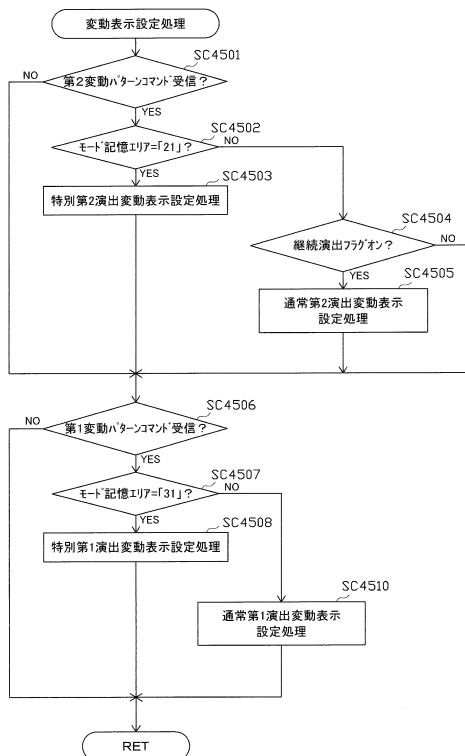 変動表示設定処理
SC4501
第2変動パターンコマンド受信？
NO
YES
SC4502
モード記憶エリア=「21」？
NO
YES
SC4503
特別第2演出変動表示設定処理
SC4504
継続演出フラグオン？
NO
YES
SC4505
通常第2演出変動表示
設定処理
SC4506
第1変動パターンコマンド受信？
NO
YES
SC4507
モード記憶エリア=「31」？
NO
YES
SC4508
特別第1演出変動表示設定処理
SC4510
通常第1演出変動表示
設定処理
RET